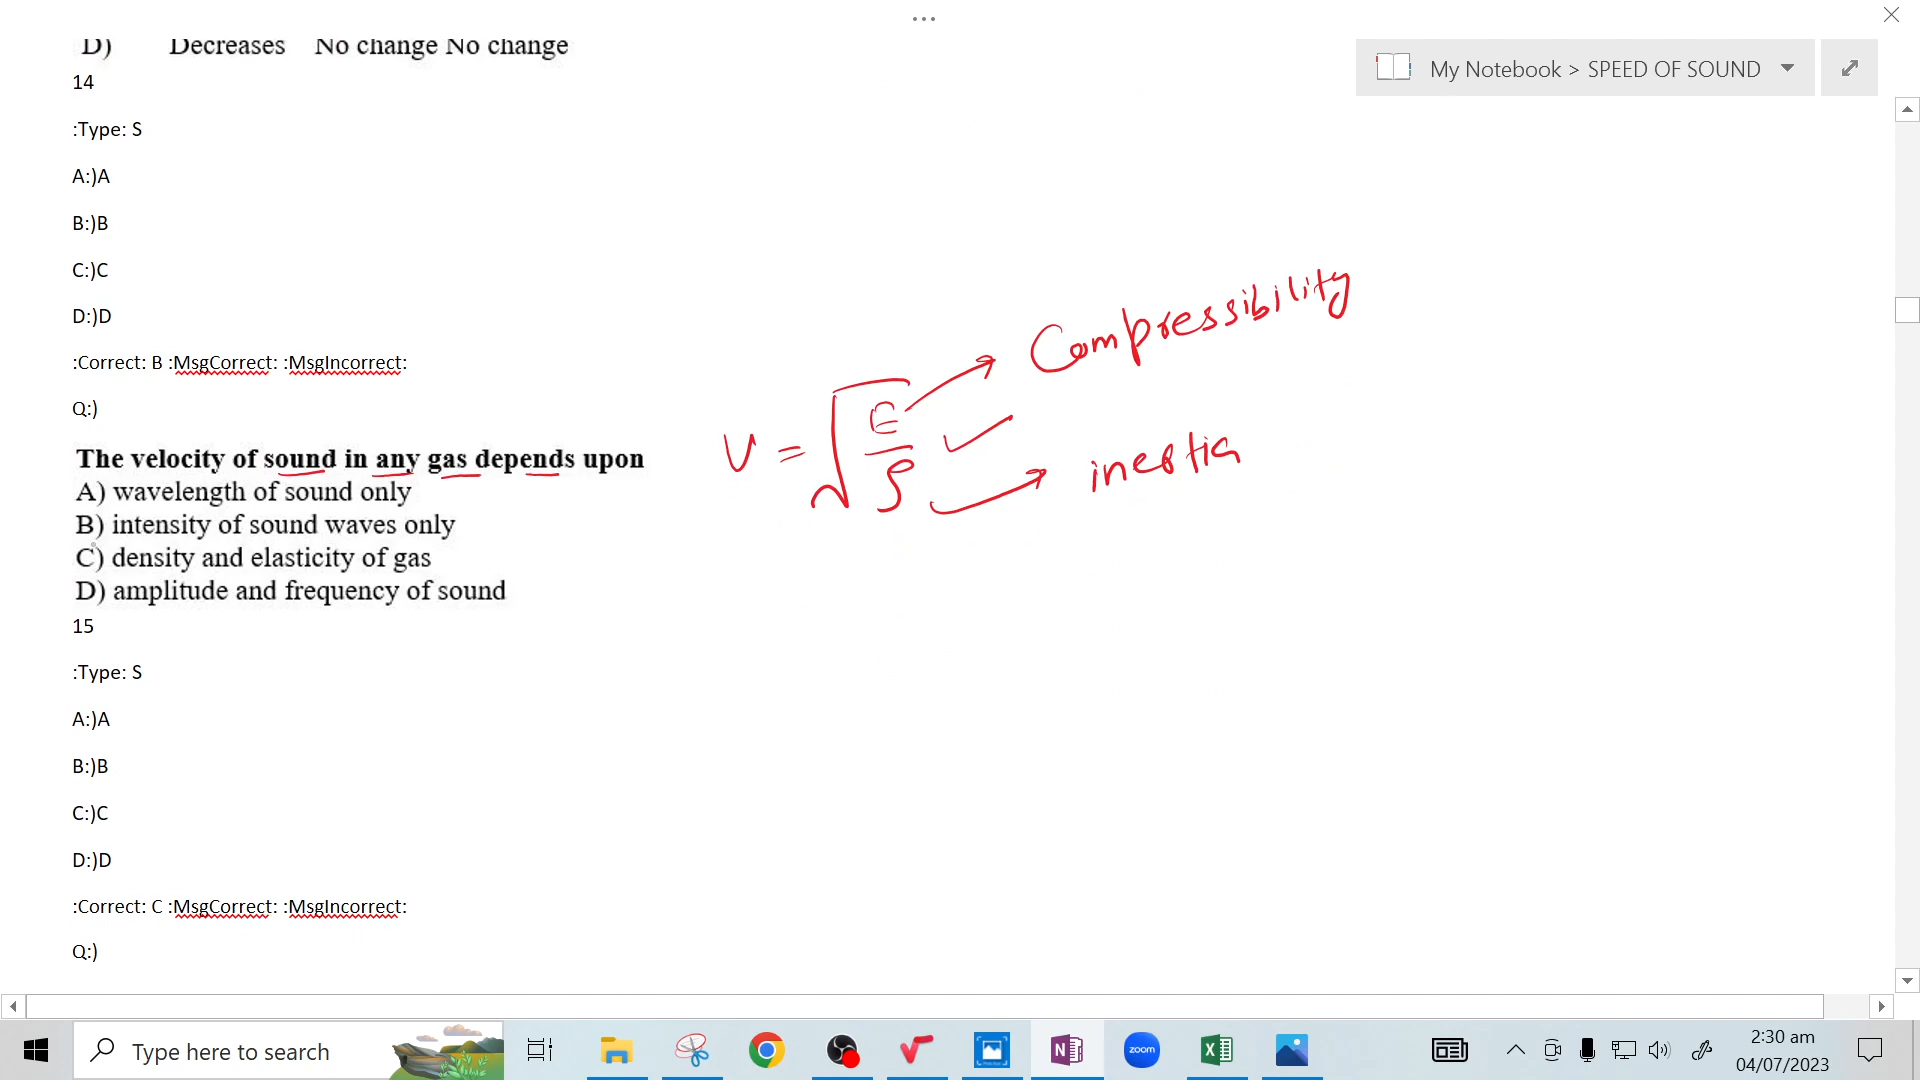 D) Decreases No change No change
My Notebook > SPEED OF SOUND
14
:Type: S
A:)A
B:)B
C:)C
D:)D
:Correct: B :MsgCorrect: :MsgIncorrect:
Q:)
The velocity of sound in any gas depends upon
A) wavelength of sound only
B) intensity of sound waves only
C) density and elasticity of gas
D) amplitude and frequency of sound
V = √E/ρ
Compressibility
inertia
15
:Type: S
A:)A
B:)B
C:)C
D:)D
:Correct: C :MsgCorrect: :MsgIncorrect:
Q:)
Type here to search
zoom
2:30 am
04/07/2023